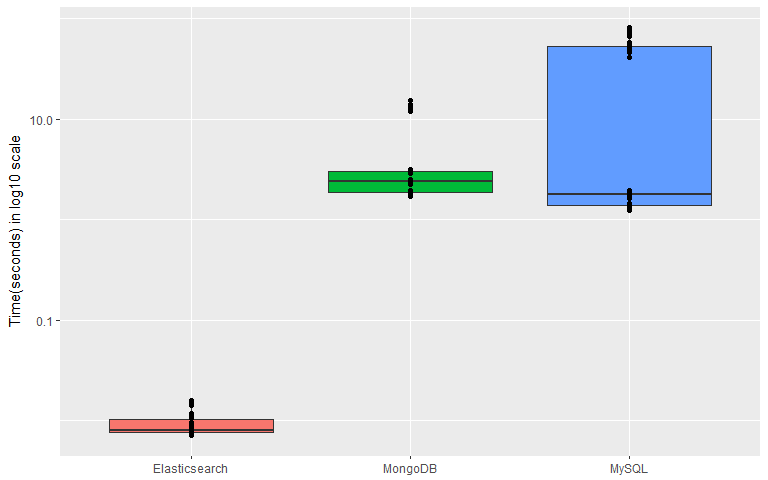 Time(seconds) in log10 scale
10.0
0.1
Elasticsearch
MongoDB
MySQL